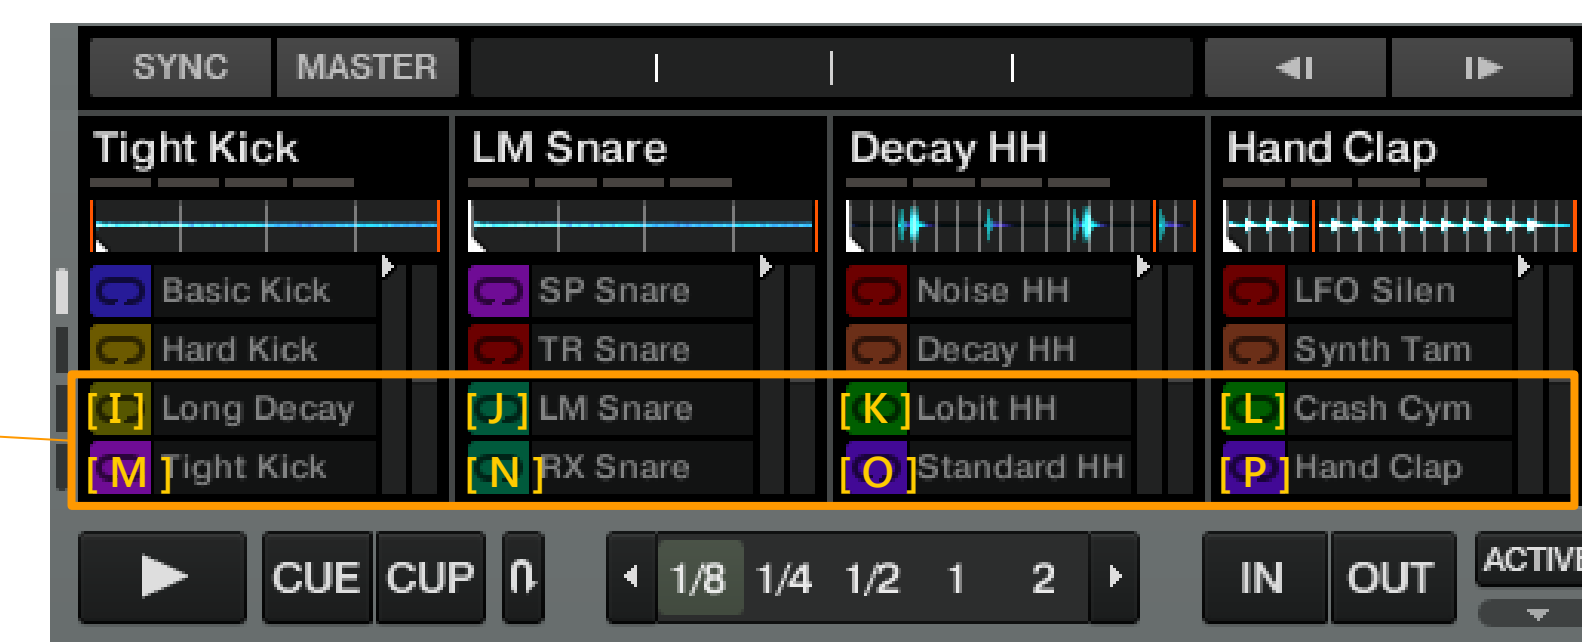 SYNC MASTER
Tight Kick LM Snare Decay HH Hand Clap
Basic Kick SP Snare Noise HH LFO Silen
Hard Kick TR Snare Decay HH Synth Tam
[ I ] Long Decay [ J ] LM Snare [ K ] Lobit HH [ L ] Crash Cym
[ M ] Tight Kick [ N ] RX Snare [ O ] Standard HH [ P ] Hand Clap
CUE CUP 1/8 1/4 1/2 1 2 IN OUT ACTIVE